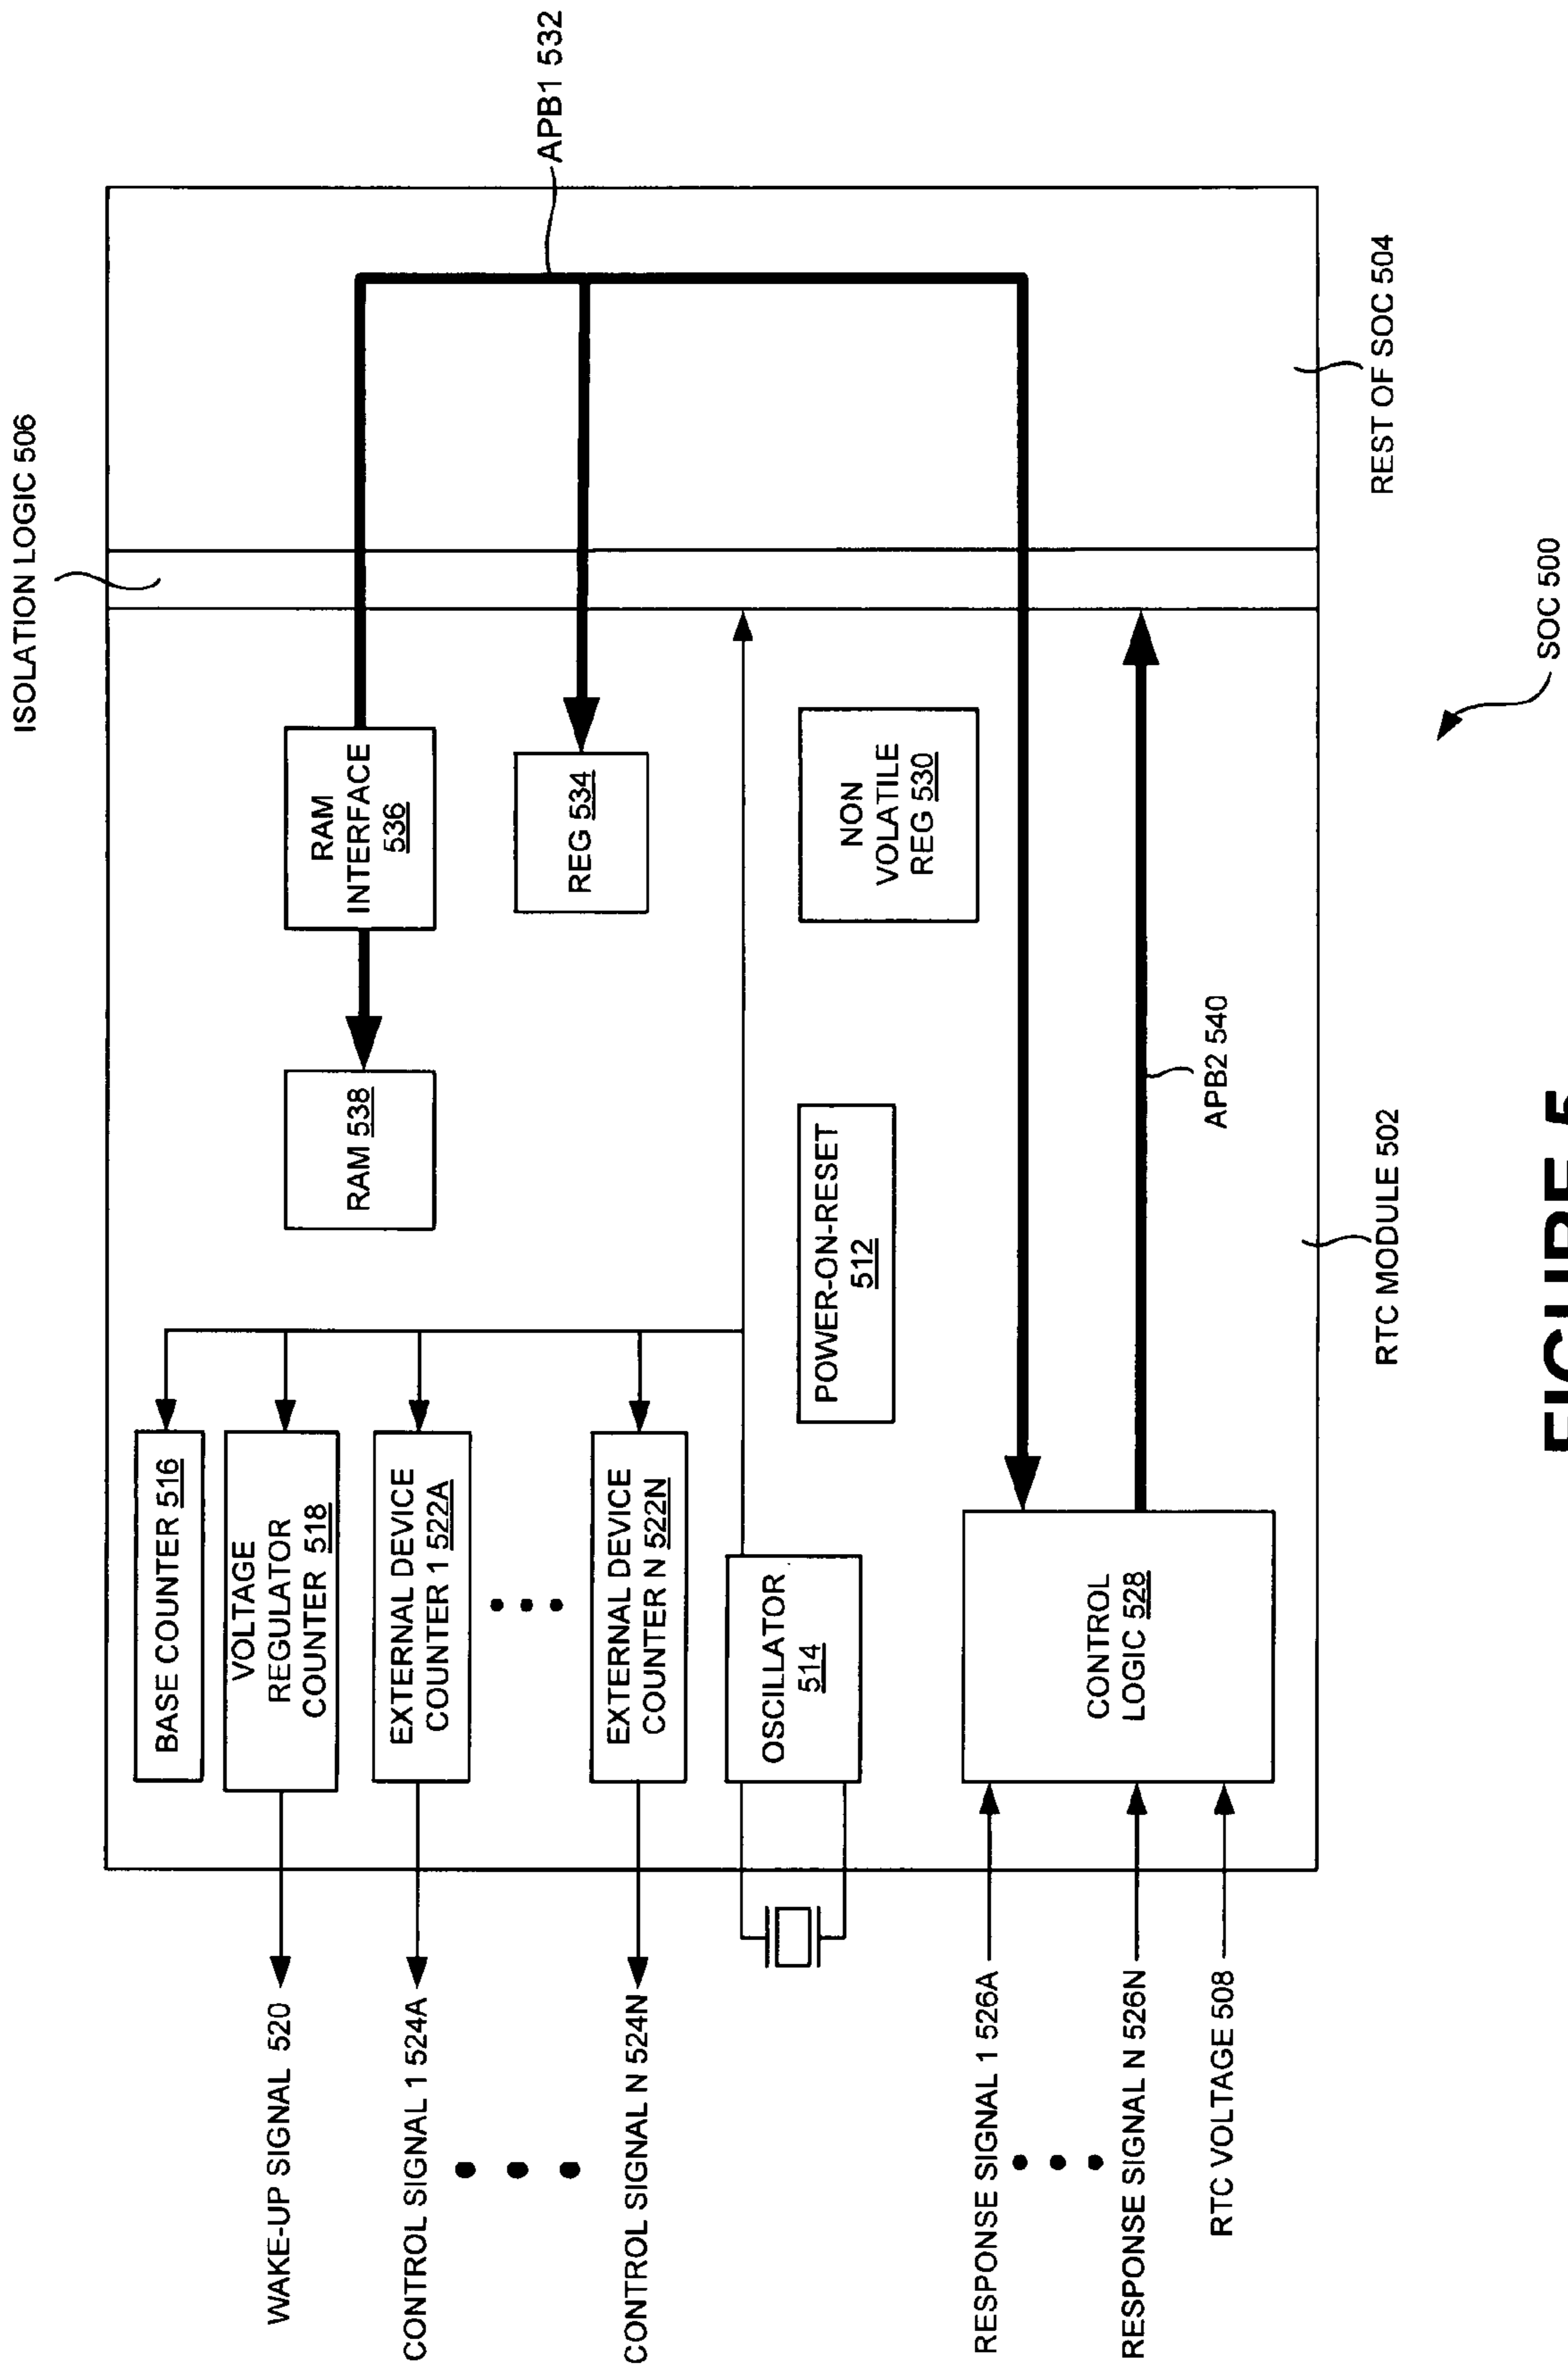 ISOLATION LOGIC 506
APB1 532
WAKE-UP SIGNAL 520
CONTROL SIGNAL 1 524A
CONTROL SIGNAL N 524N
RESPONSE SIGNAL 1 526A
RESPONSE SIGNAL N 526N
RTC VOLTAGE 508
BASE COUNTER 516
VOLTAGE
REGULATOR
COUNTER 518
EXTERNAL DEVICE
COUNTER 1 522A
EXTERNAL DEVICE
COUNTER N 522N
OSCILLATOR
514
CONTROL
LOGIC 528
RAM 538
RAM
INTERFACE
536
REG 534
POWER-ON-RESET
512
NON
VOLATILE
REG 530
APB2 540
RTC MODULE 502
REST OF SOC 504
SOC 500
FIGURE 5